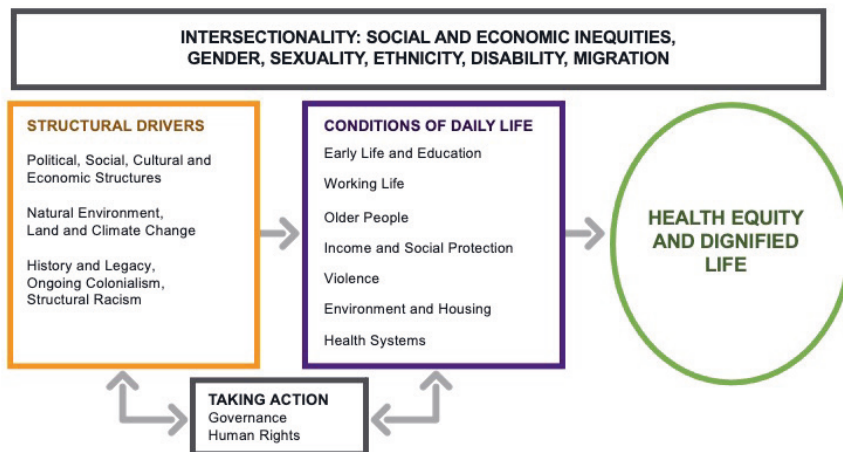 INTERSECTIONALITY: SOCIAL AND ECONOMIC INEQUITIES,
GENDER, SEXUALITY, ETHNICITY, DISABILITY, MIGRATION
STRUCTURAL DRIVERS
Political, Social, Cultural and
Economic Structures
Natural Environment,
Land and Climate Change
History and Legacy,
Ongoing Colonialism,
Structural Racism
CONDITIONS OF DAILY LIFE
Early Life and Education
Working Life
Older People
Income and Social Protection
Violence
Environment and Housing
Health Systems
HEALTH EQUITY
AND DIGNIFIED
LIFE
TAKING ACTION
Governance
Human Rights